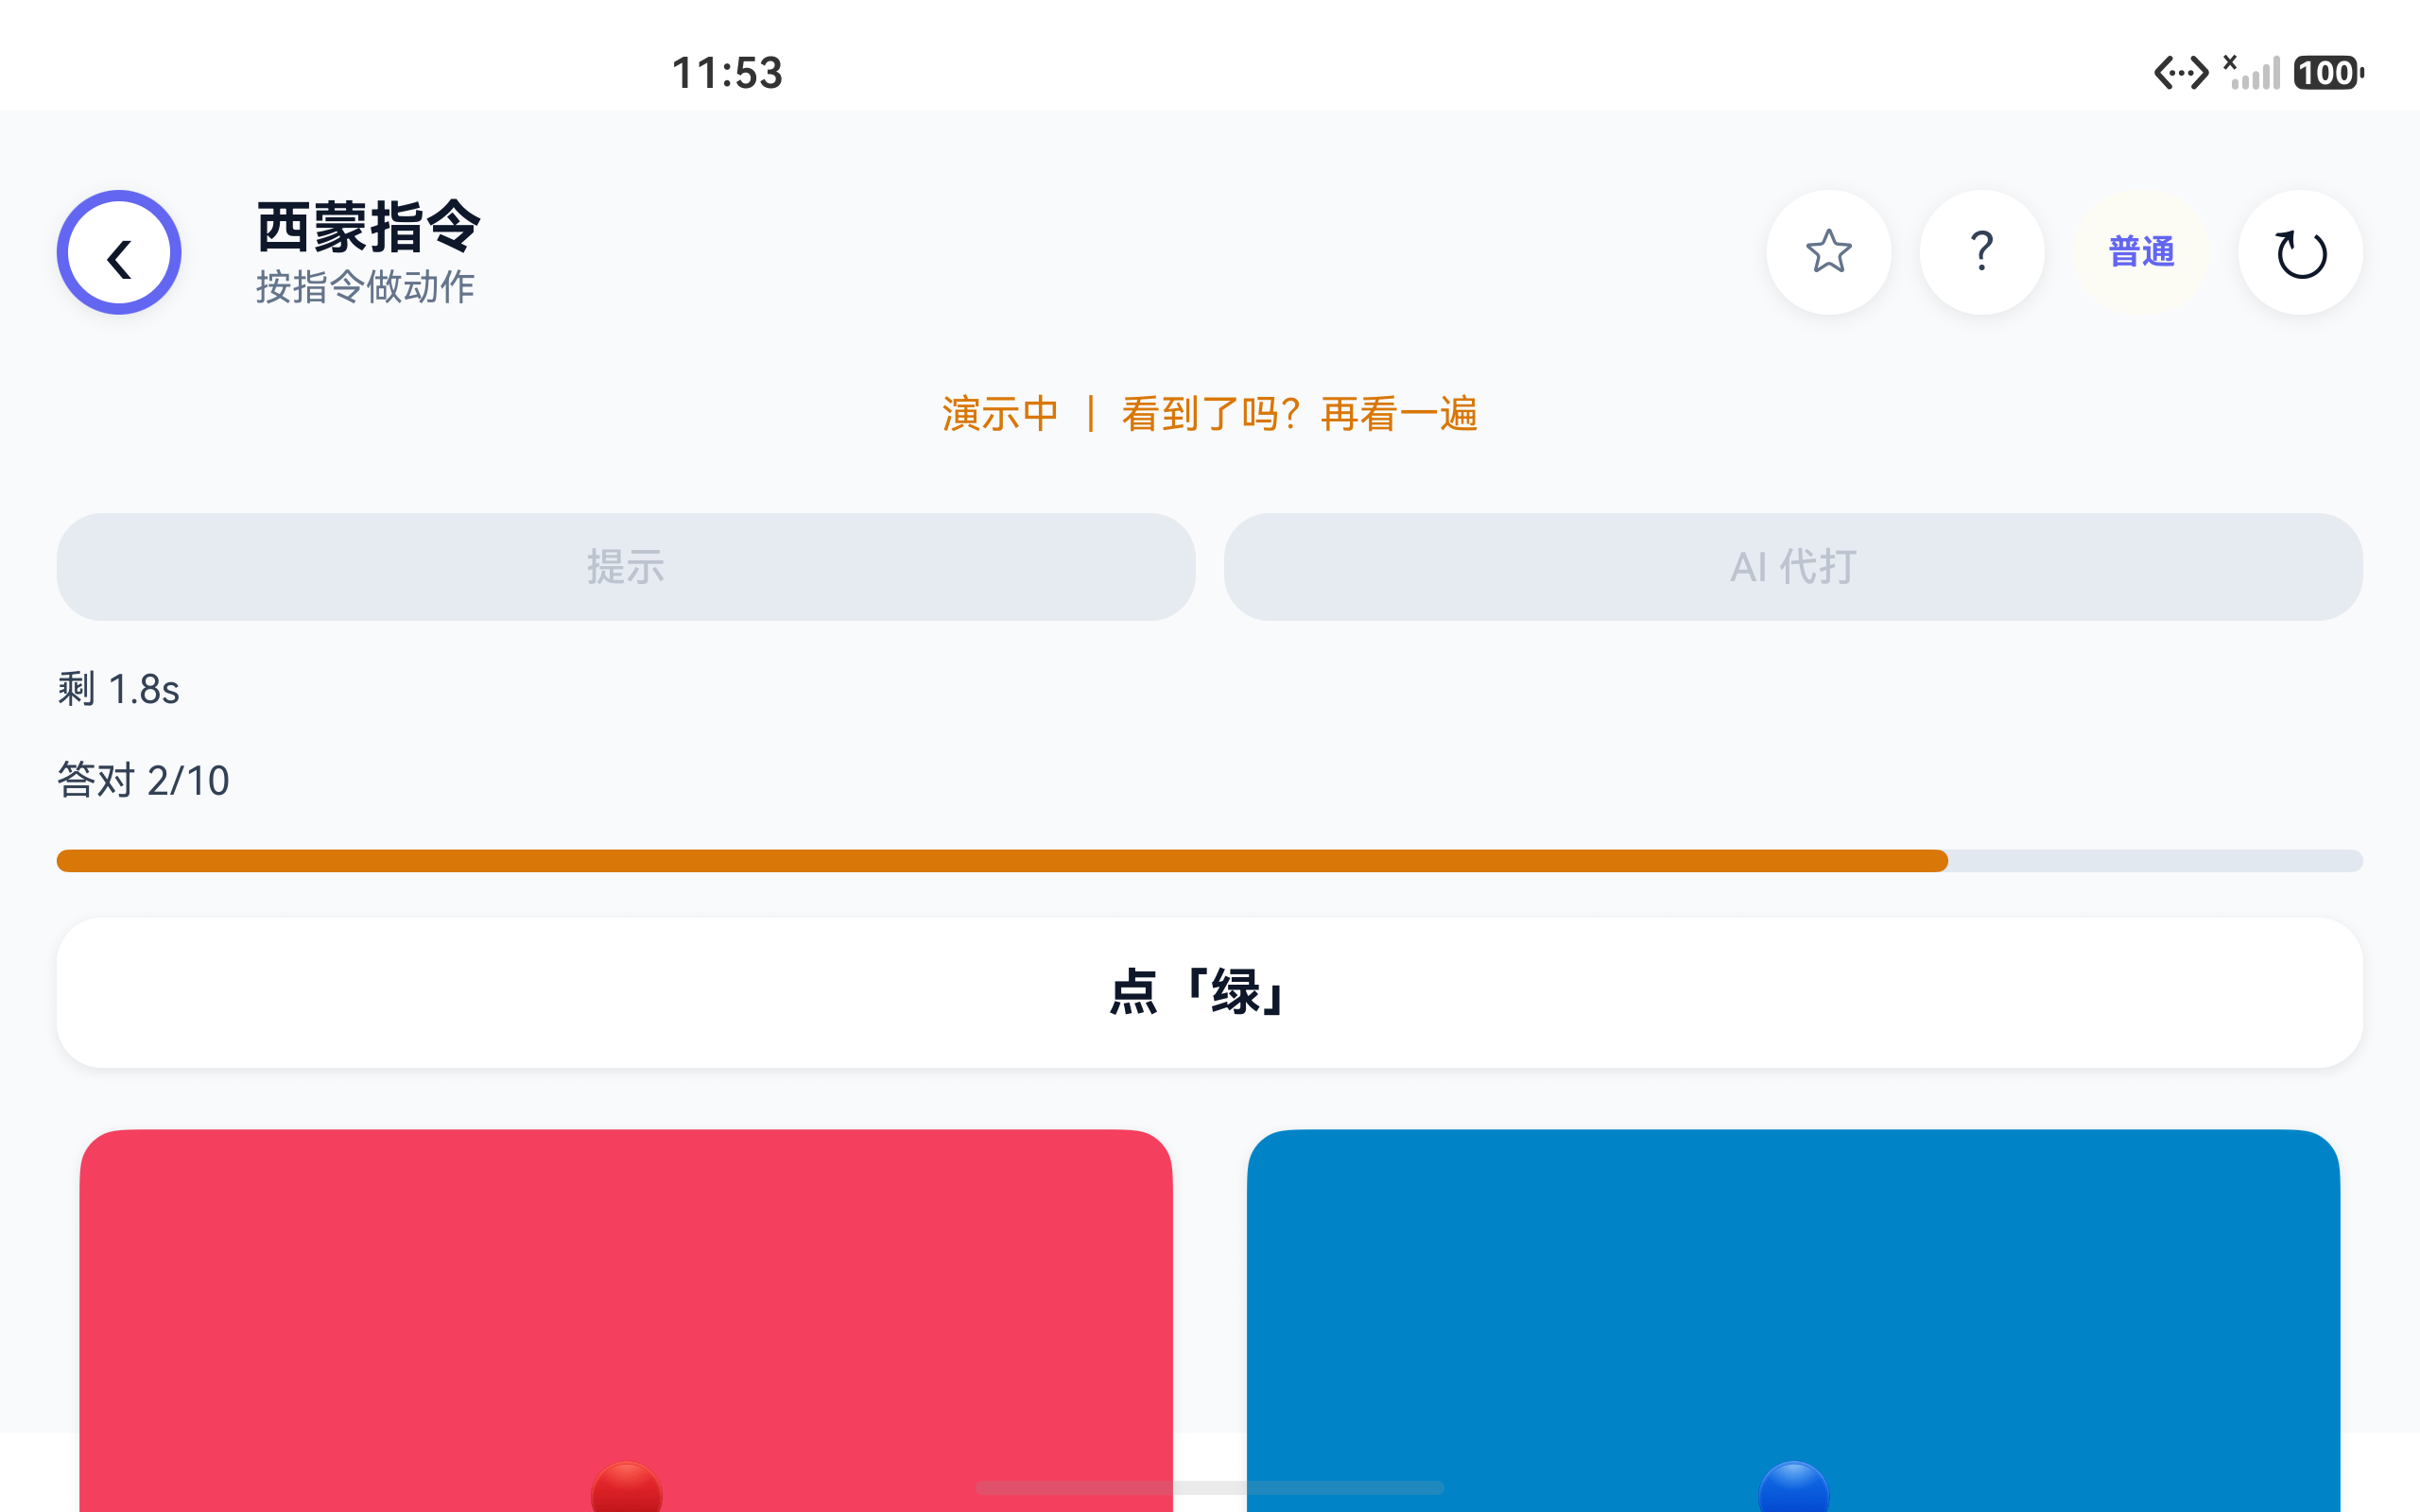 11:53
100
西蒙指令
按指令做动作
?
普通
演示中 | 看到了吗？再看一遍
提示
AI 代打
剩 1.8s
答对 2/10
点「绿」